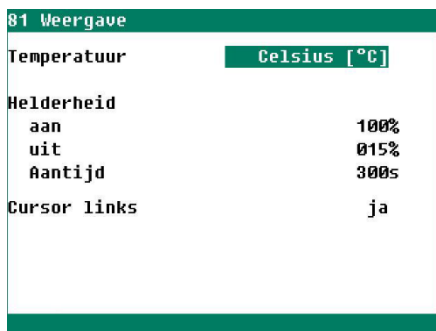 81 Weergave
Temperatuur Celsius [°C]
Helderheid
aan 100%
uit 015%
Aantijd 300s
Cursor links ja